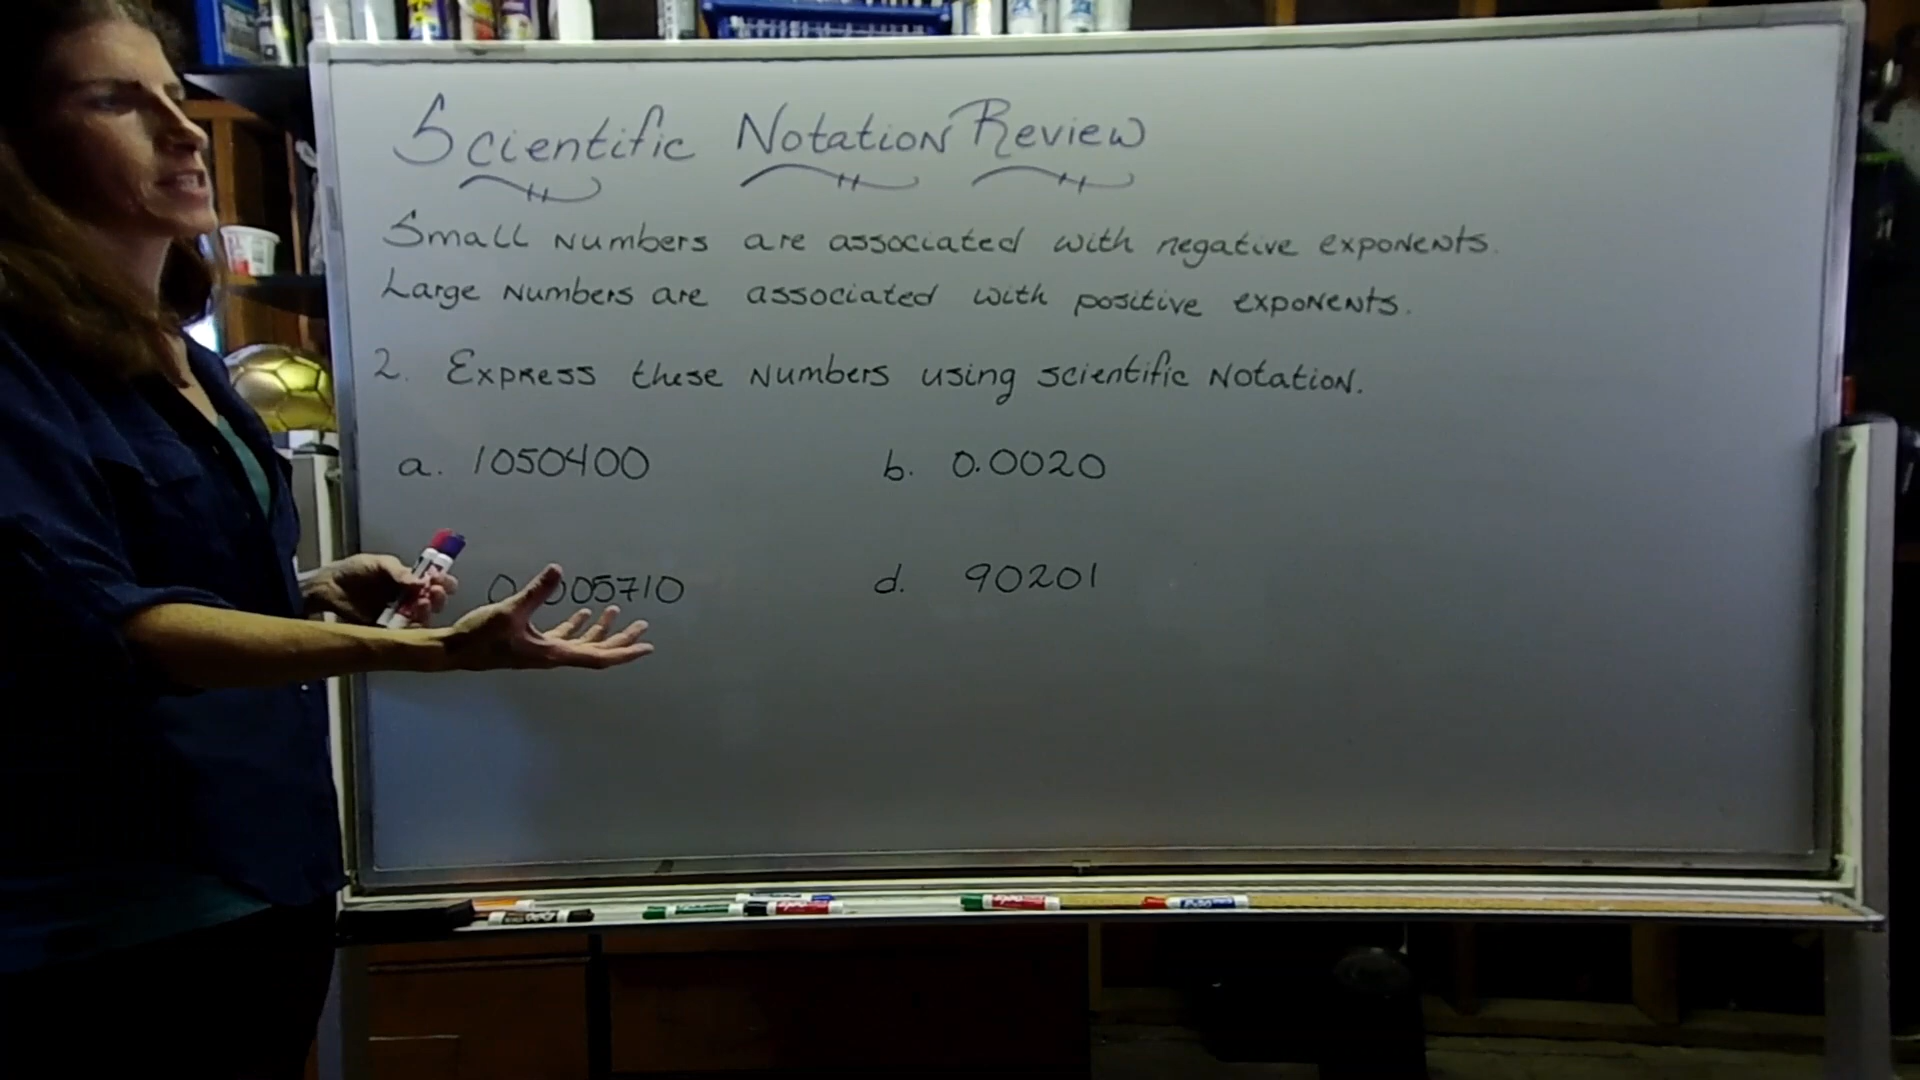 Scientific Notation Review
Small Numbers are associated with negative exponents.
Large Numbers are associated with positive exponents.
2. Express these Numbers using scientific Notation.
a. 1050400 b. 0.0020
d. 90201